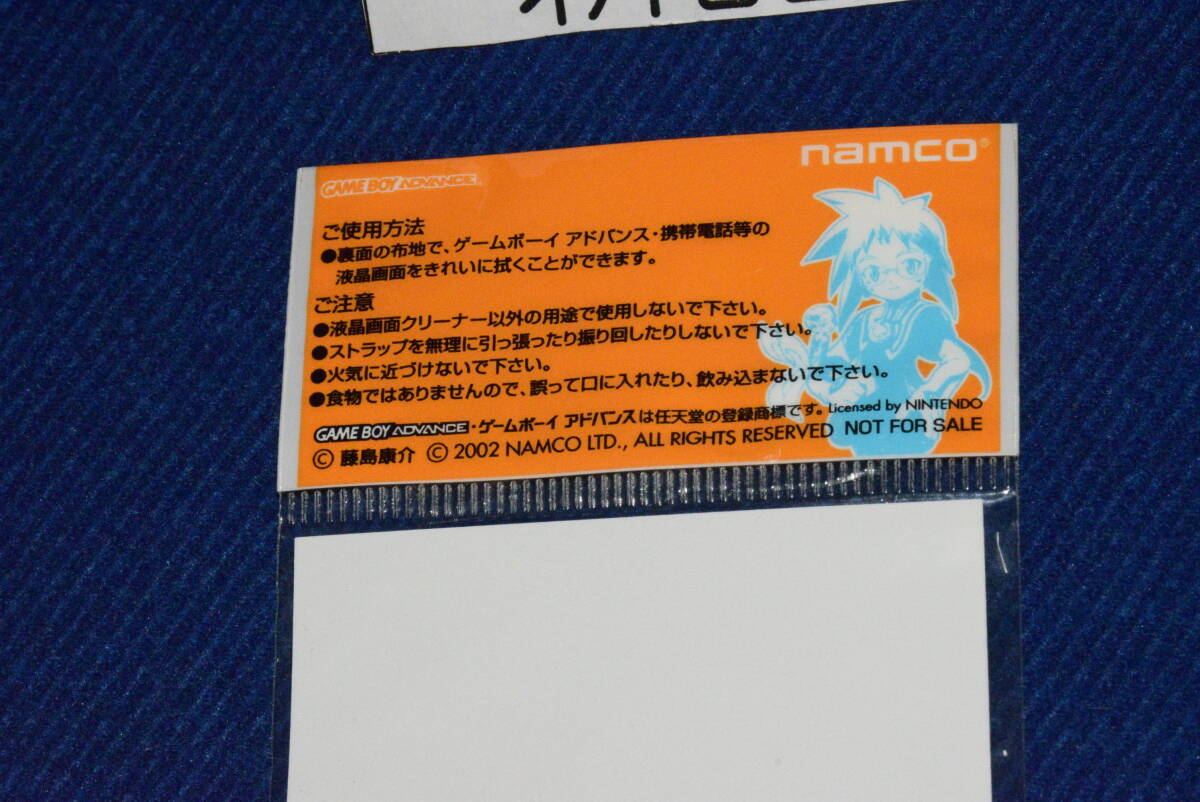 namco®
GAME BOY ADVANCE
ご使用方法
●裏面の布地で、ゲームボーイ アドバンス・携帯電話等の
液晶画面をきれいに拭くことができます。
ご注意
●液晶画面クリーナー以外の用途で使用しないで下さい。
●ストラップを無理に引っ張ったり振り回したりしないで下さい。
●火気に近づけないで下さい。
●食物ではありませんので、誤って口に入れたり、飲み込まないで下さい。
GAME BOY ADVANCE・ゲームボーイ アドバンスは任天堂の登録商標です。Licensed by NINTENDO
© 藤島康介 © 2002 NAMCO LTD., ALL RIGHTS RESERVED NOT FOR SALE